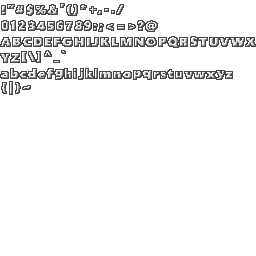 !"#$%&'()*+,-./
0123456789:;<=>?@
ABCDEFGHIJKLMNOPQRSTUVWX
YZ[\]^_`
abcdefghijklmnopqrstuvwxyz
{|}~